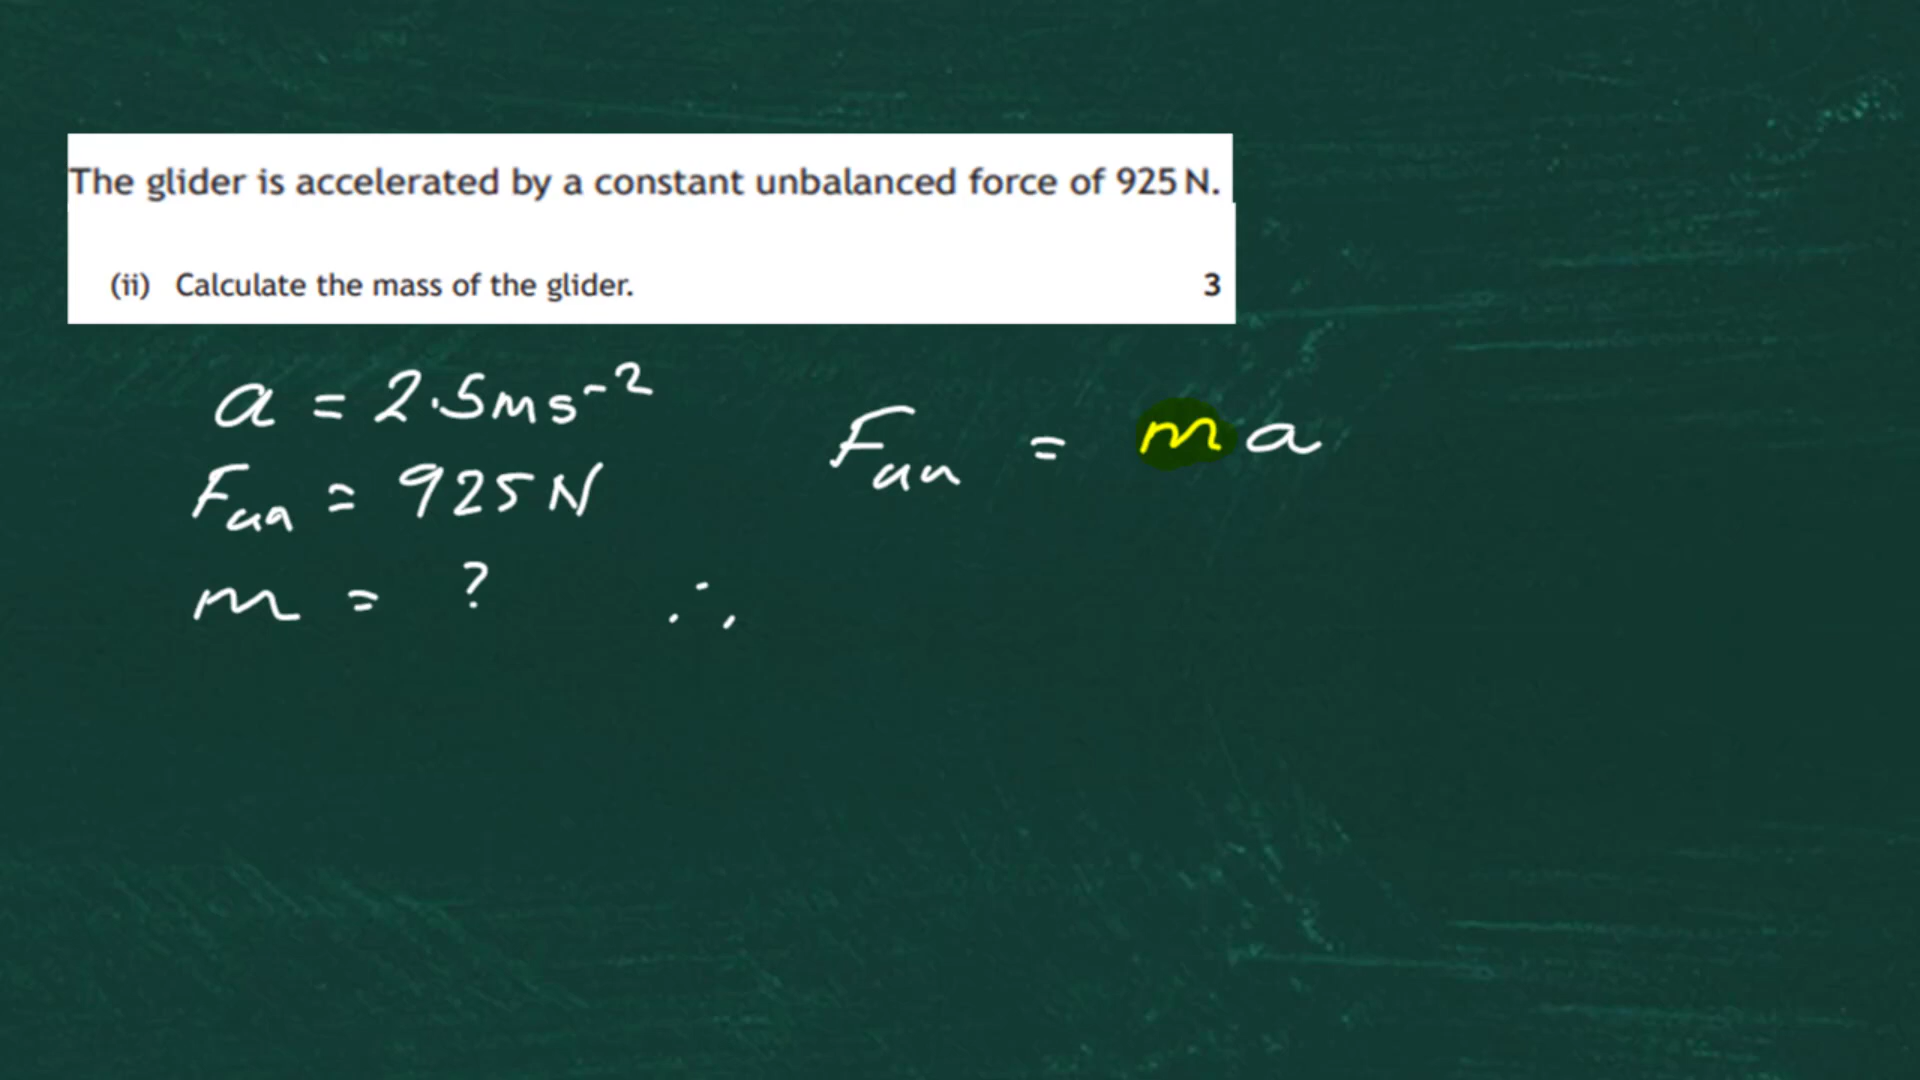 The glider is accelerated by a constant unbalanced force of 925 N.
(ii) Calculate the mass of the glider. 3
a = 2.5ms⁻²
Fun = 925N
m = ?
Fun = ma
∴